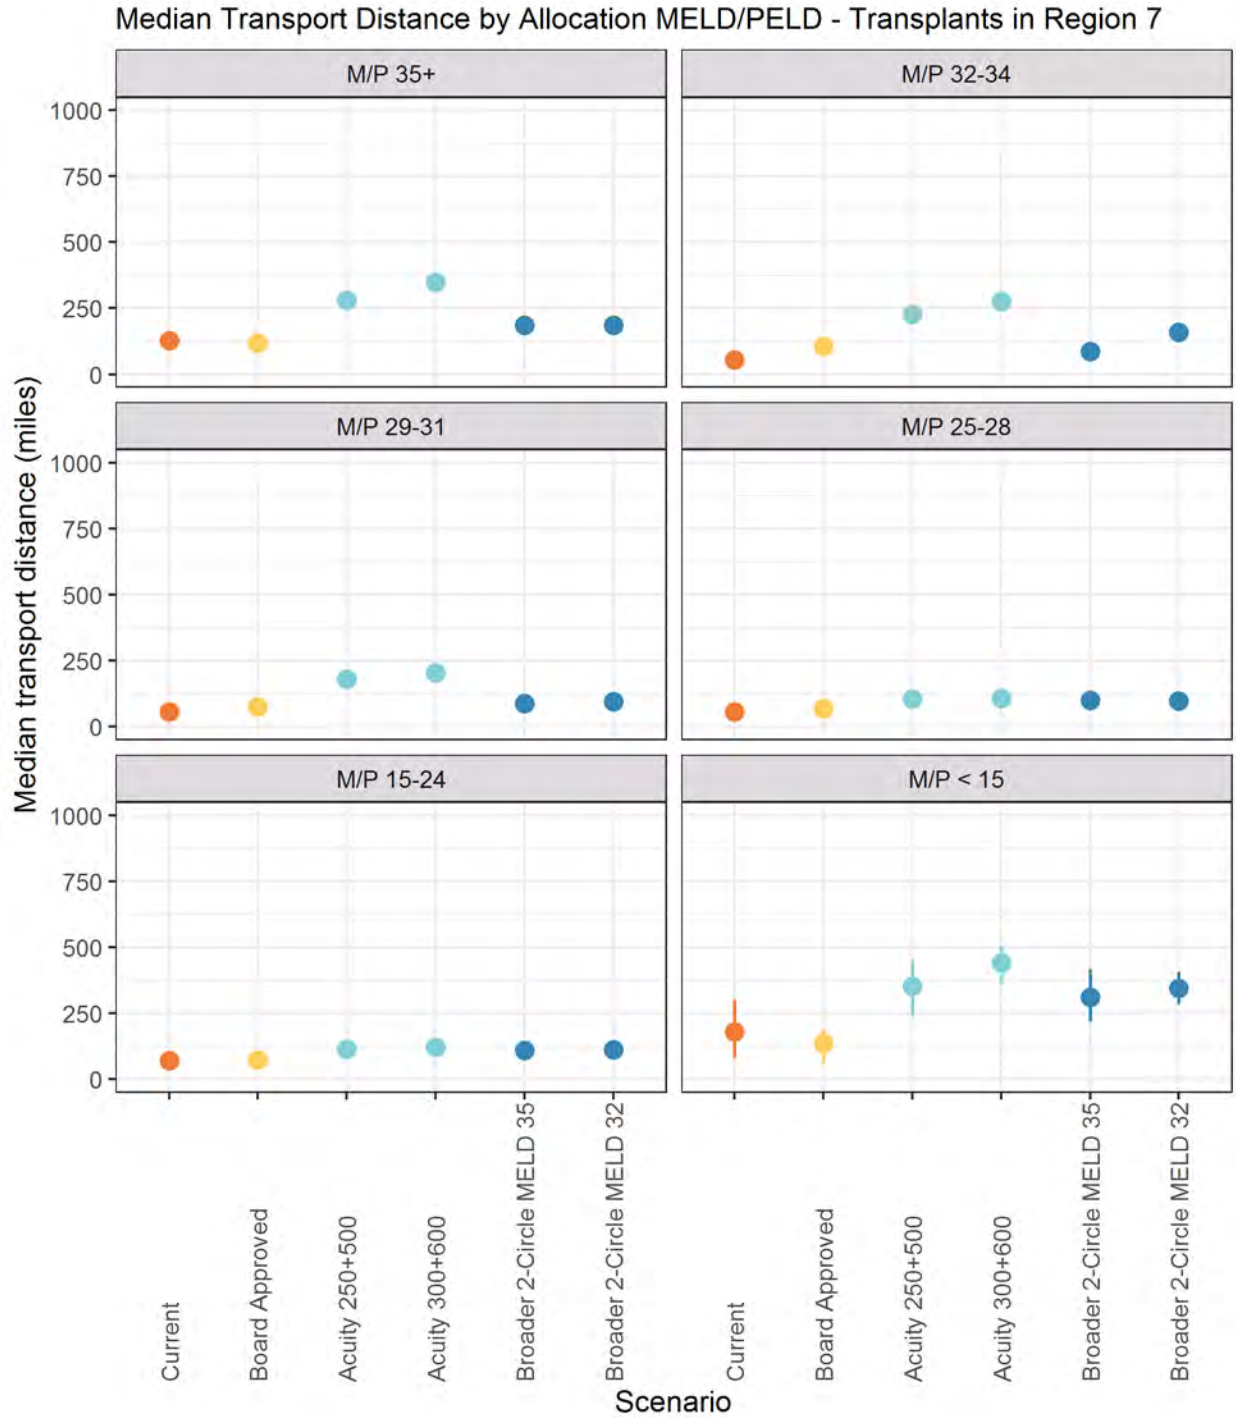 Median Transport Distance by Allocation MELD/PELD - Transplants in Region 7
M/P 35+
M/P 32-34
1000
750
500
250
0
M/P 29-31
M/P 25-28
1000
750
500
250
0
M/P 15-24
M/P < 15
1000
750
500
250
0
Median transport distance (miles)
Current
Board Approved
Acuity 250+500
Acuity 300+600
Broader 2-Circle MELD 35
Broader 2-Circle MELD 32
Current
Board Approved
Acuity 250+500
Acuity 300+600
Broader 2-Circle MELD 35
Broader 2-Circle MELD 32
Scenario